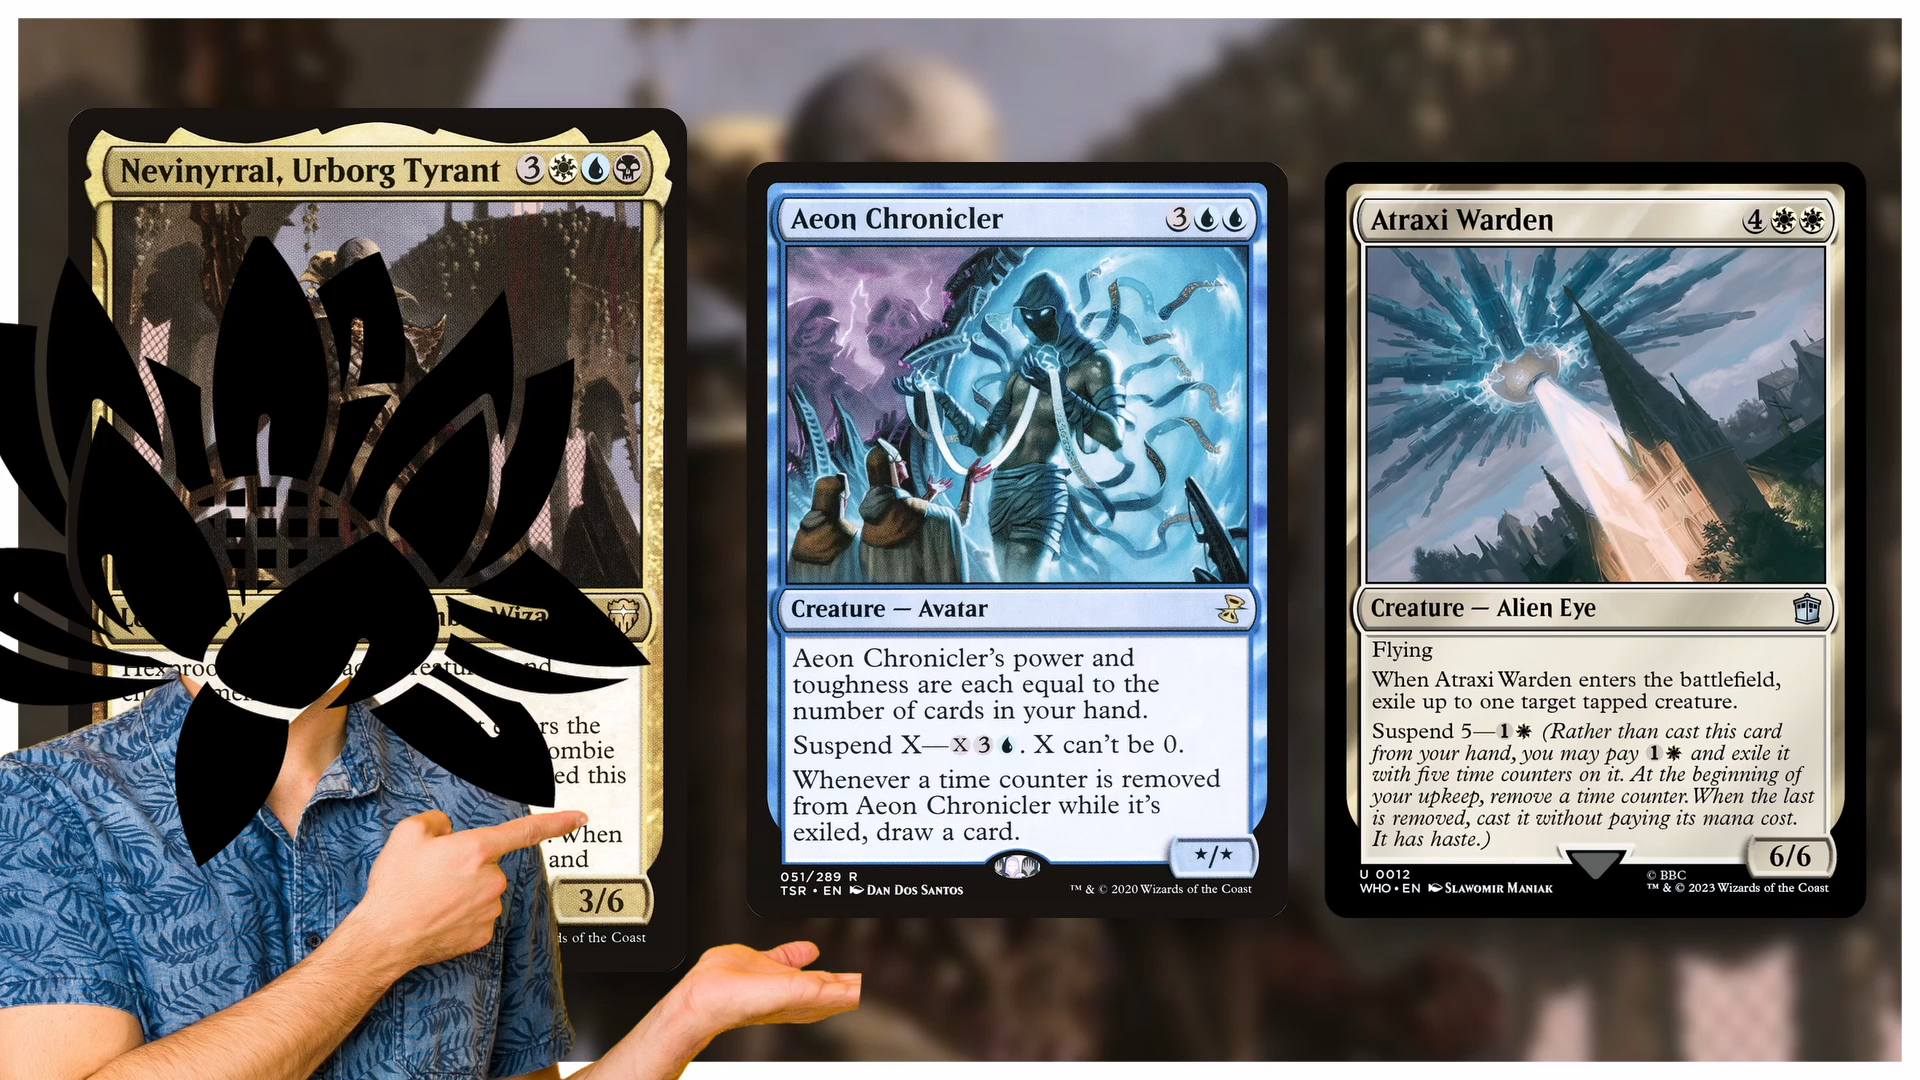 Nevinyrral, Urborg Tyrant 3
and
rs the
ombie
ed this
. When
and
3/6
ds of the Coast
Aeon Chronicler 3
Creature — Avatar
Aeon Chronicler's power and
toughness are each equal to the
number of cards in your hand.
Suspend X—X 3. X can't be 0.
Whenever a time counter is removed
from Aeon Chronicler while it's
exiled, draw a card.
*/*
051/289 R
TSR • EN DAN DOS SANTOS
™ & © 2020 Wizards of the Coast
Atraxi Warden 4
Creature — Alien Eye
Flying
When Atraxi Warden enters the battlefield,
exile up to one target tapped creature.
Suspend 5—1 (Rather than cast this card
from your hand, you may pay 1 and exile it
with five time counters on it. At the beginning of
your upkeep, remove a time counter. When the last
is removed, cast it without paying its mana cost.
It has haste.)
6/6
U 0012
WHO • EN SLAWOMIR MANIAK
© BBC
™ & © 2023 Wizards of the Coast